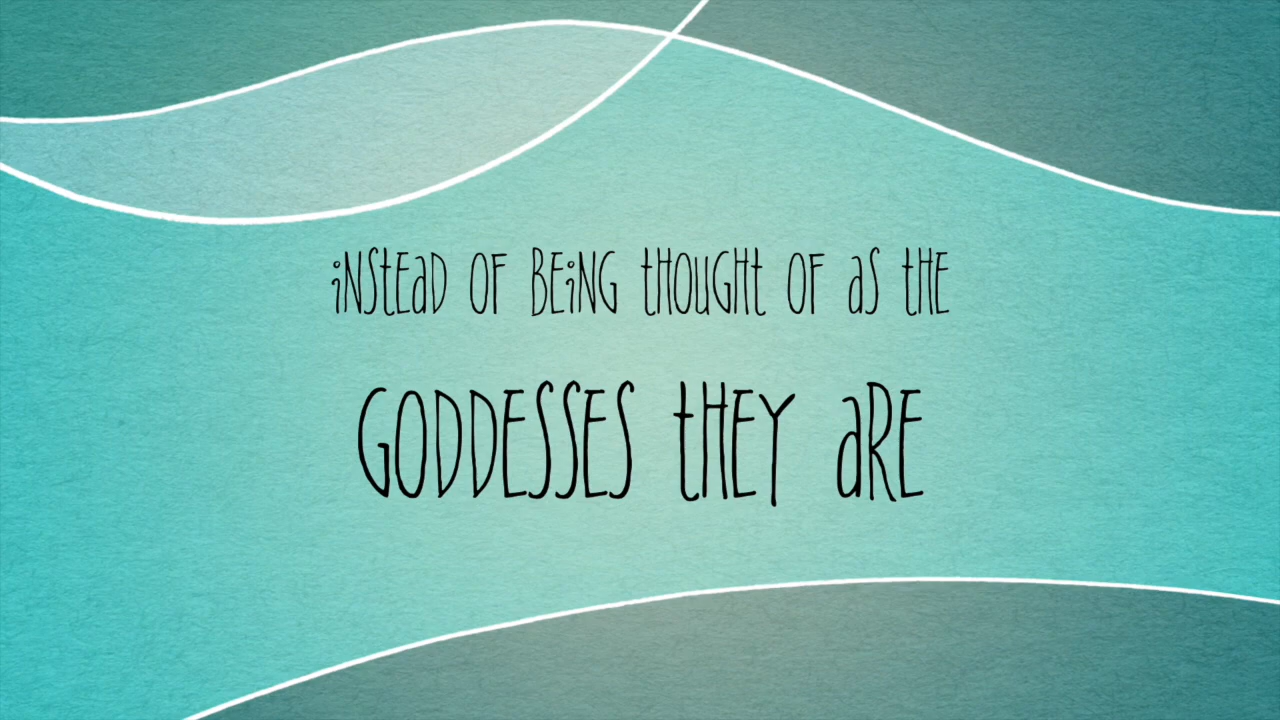 iNStEaD OF BEiNG tHOuGHt OF aS tHE
GODDESSES tHEY aRE